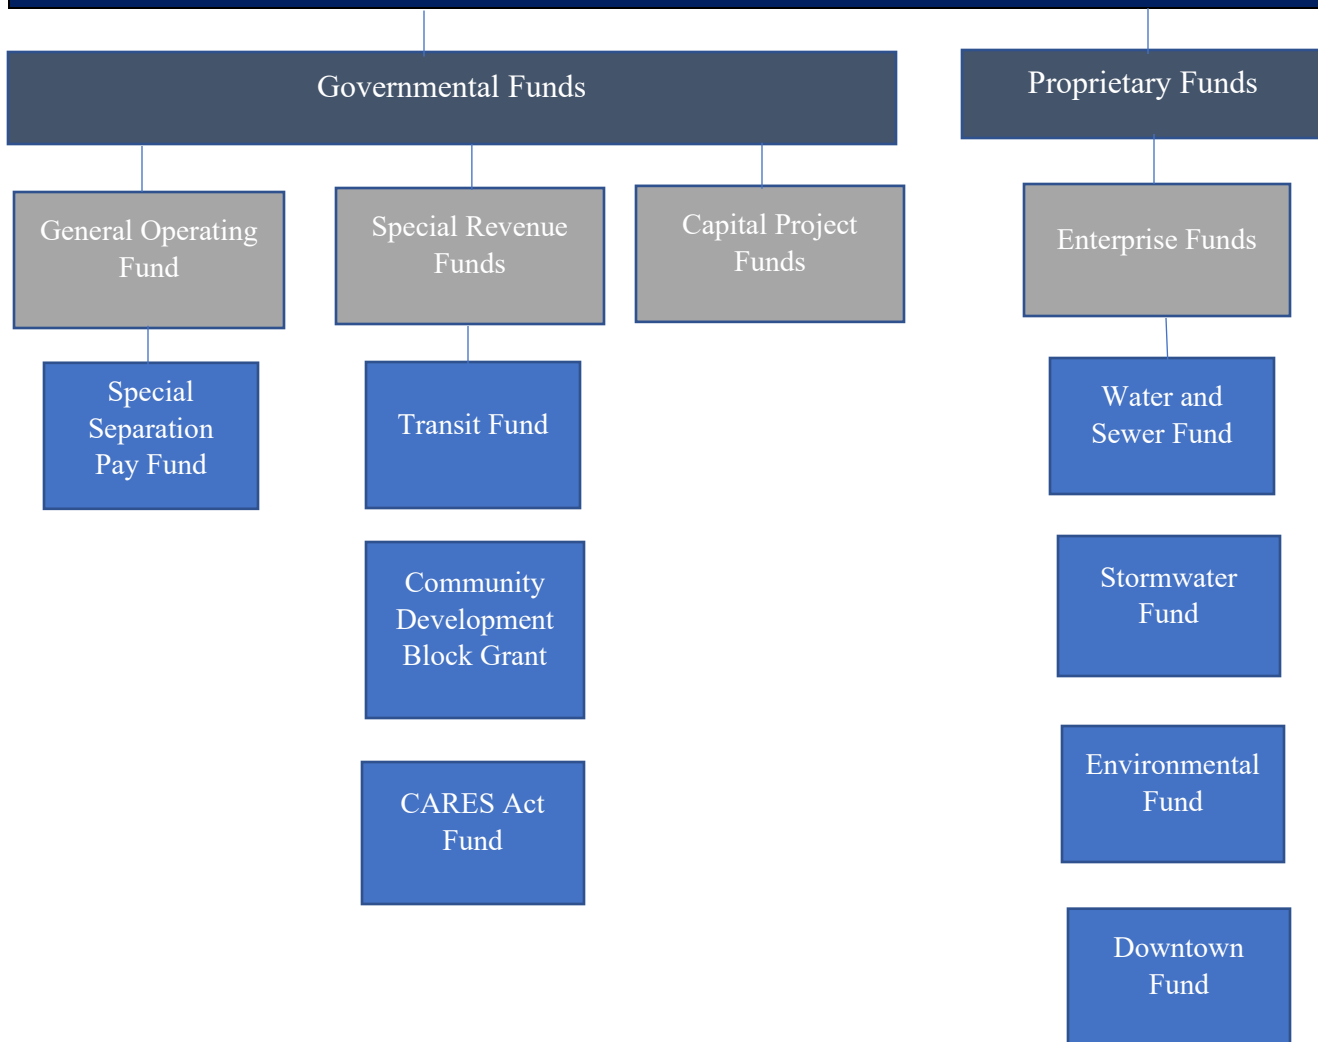 Governmental Funds
Proprietary Funds
General Operating
Fund
Special Revenue
Funds
Capital Project
Funds
Enterprise Funds
Special
Separation
Pay Fund
Transit Fund
Water and
Sewer Fund
Community
Development
Block Grant
Stormwater
Fund
CARES Act
Fund
Environmental
Fund
Downtown
Fund